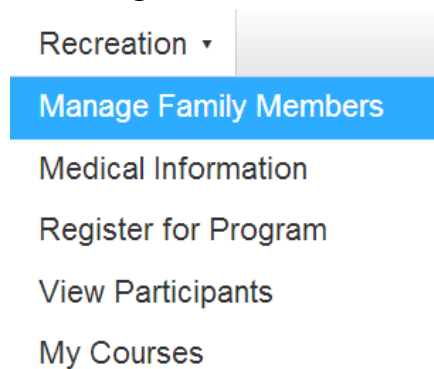 Recreation ▾
Manage Family Members
Medical Information
Register for Program
View Participants
My Courses